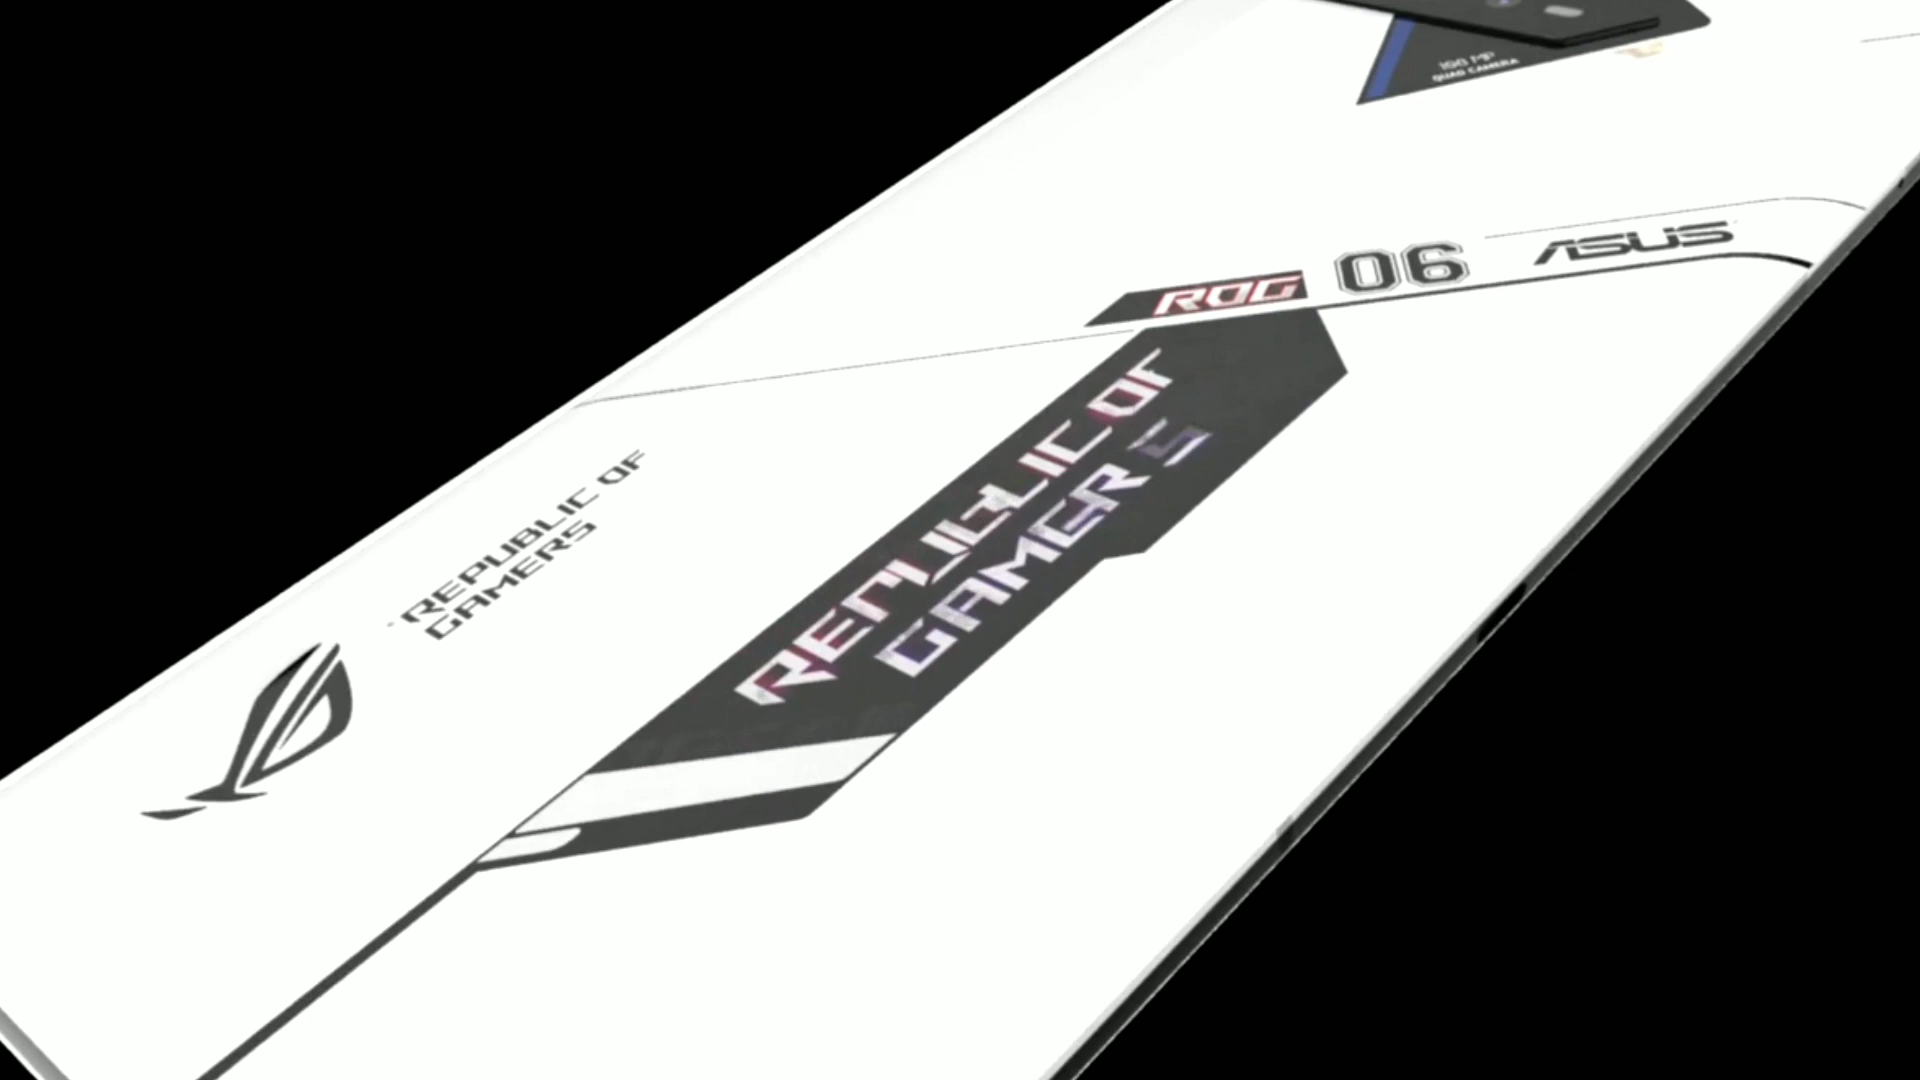 108 MP
QUAD CAMERA
ROG 06 ASUS
REPUBLIC OF
GAMERS
REPUBLIC OF
GAMERS